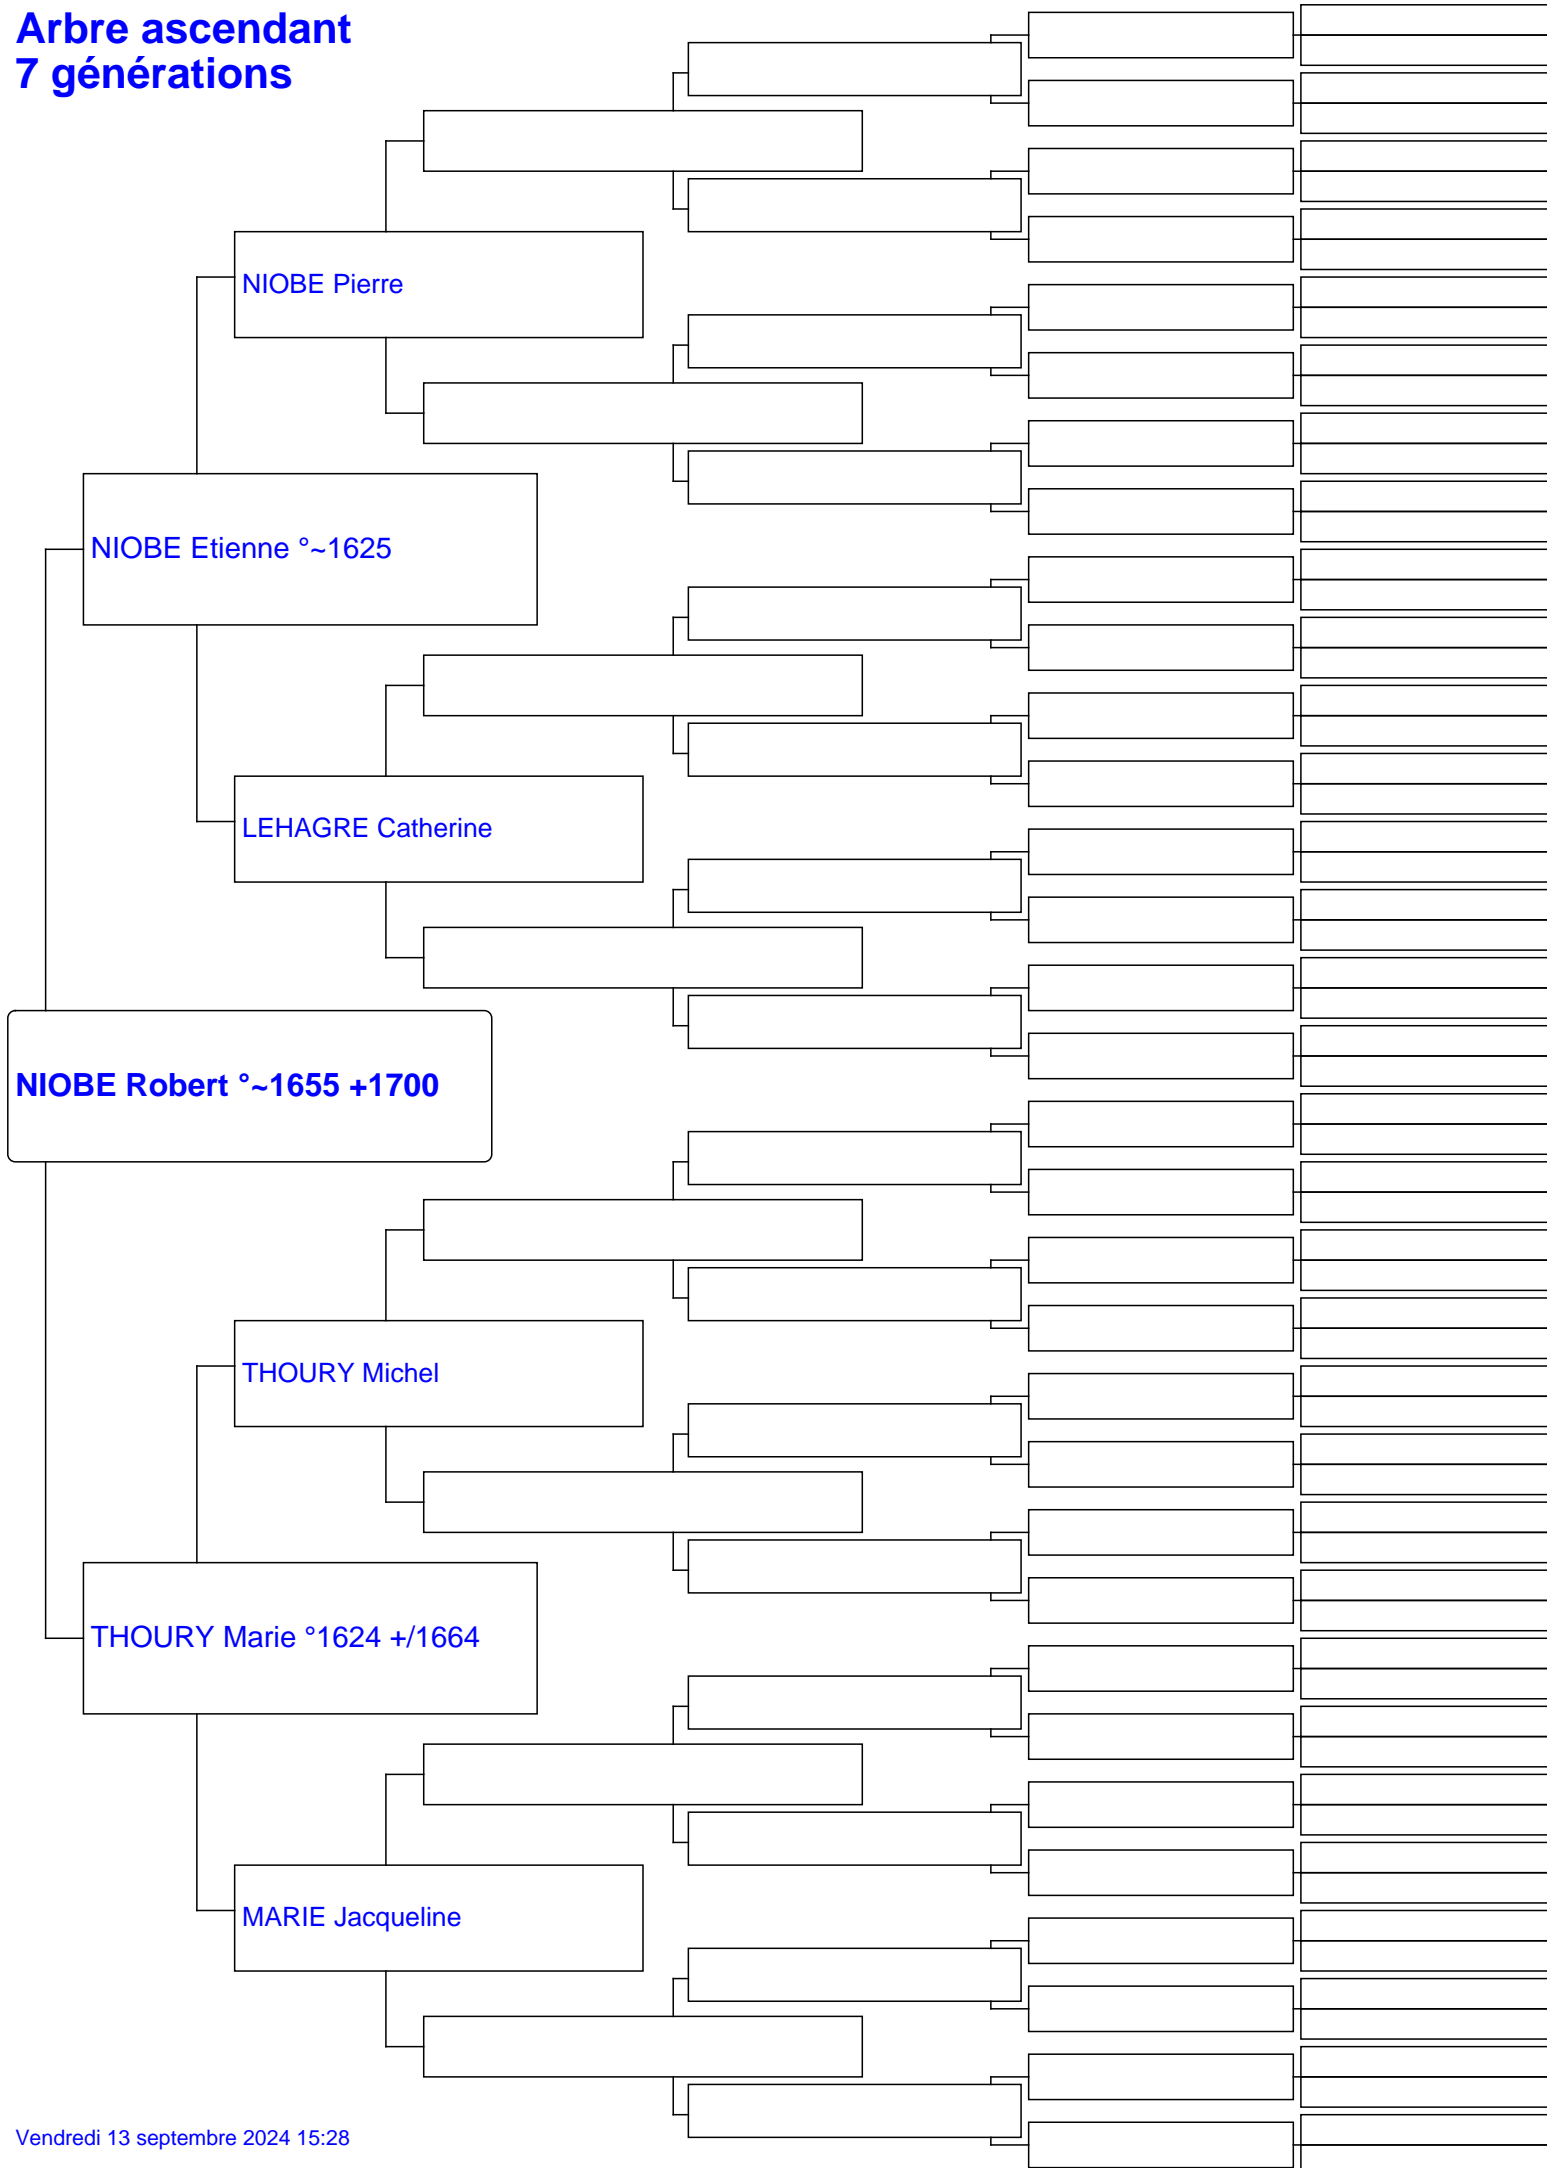 Arbre ascendant
7 générations
NIOBE Pierre
NIOBE Etienne °~1625
LEHAGRE Catherine
NIOBE Robert °~1655 +1700
THOURY Michel
THOURY Marie °1624 +/1664
MARIE Jacqueline
Vendredi 13 septembre 2024 15:28